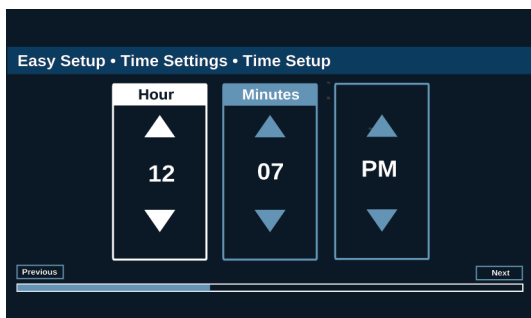 Easy Setup • Time Settings • Time Setup
Hour Minutes
12 07 PM
Previous Next